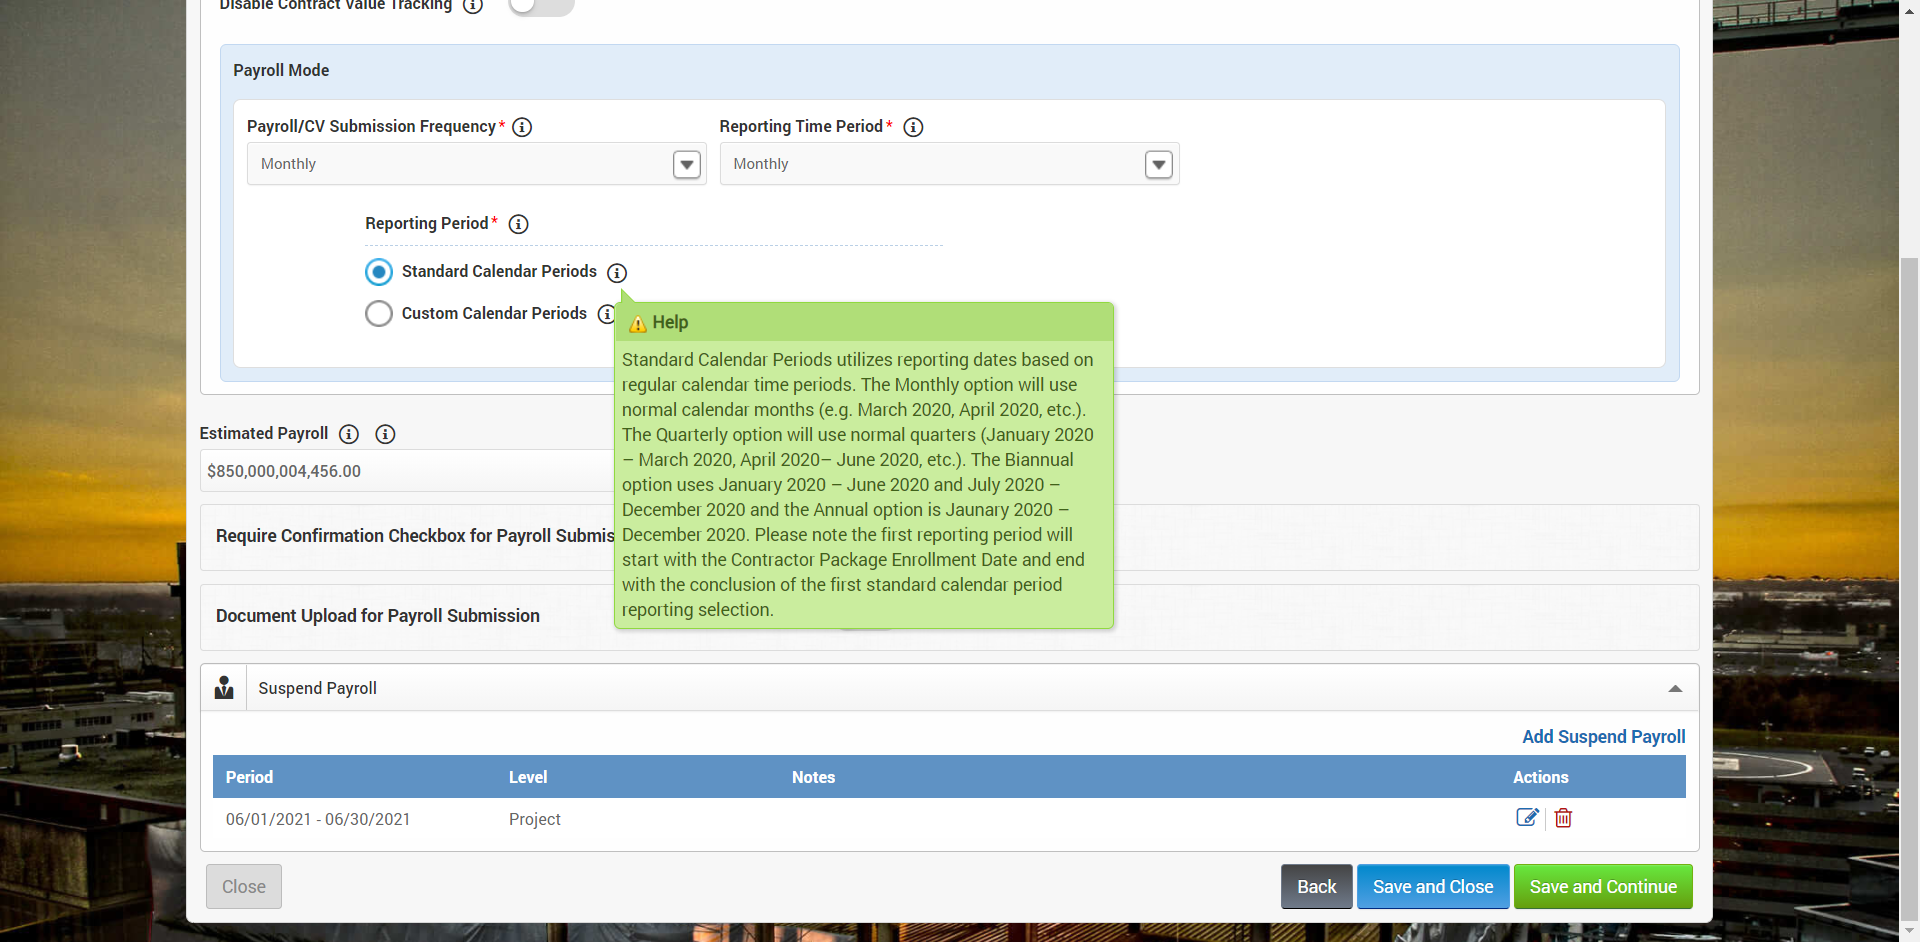 Disable Contract Value Tracking
Payroll Mode
Payroll/CV Submission Frequency* Reporting Time Period*
Monthly Monthly
Reporting Period*
Standard Calendar Periods
Custom Calendar Periods
Help
Standard Calendar Periods utilizes reporting dates based on
regular calendar time periods. The Monthly option will use
normal calendar months (e.g. March 2020, April 2020, etc.).
The Quarterly option will use normal quarters (January 2020
– March 2020, April 2020– June 2020, etc.). The Biannual
option uses January 2020 – June 2020 and July 2020 –
December 2020 and the Annual option is Jaunary 2020 –
December 2020. Please note the first reporting period will
start with the Contractor Package Enrollment Date and end
with the conclusion of the first standard calendar period
reporting selection.
Estimated Payroll
$850,000,004,456.00
Require Confirmation Checkbox for Payroll Submis
Document Upload for Payroll Submission
Suspend Payroll
Add Suspend Payroll
Period Level Notes Actions
06/01/2021 - 06/30/2021 Project
Close Back Save and Close Save and Continue